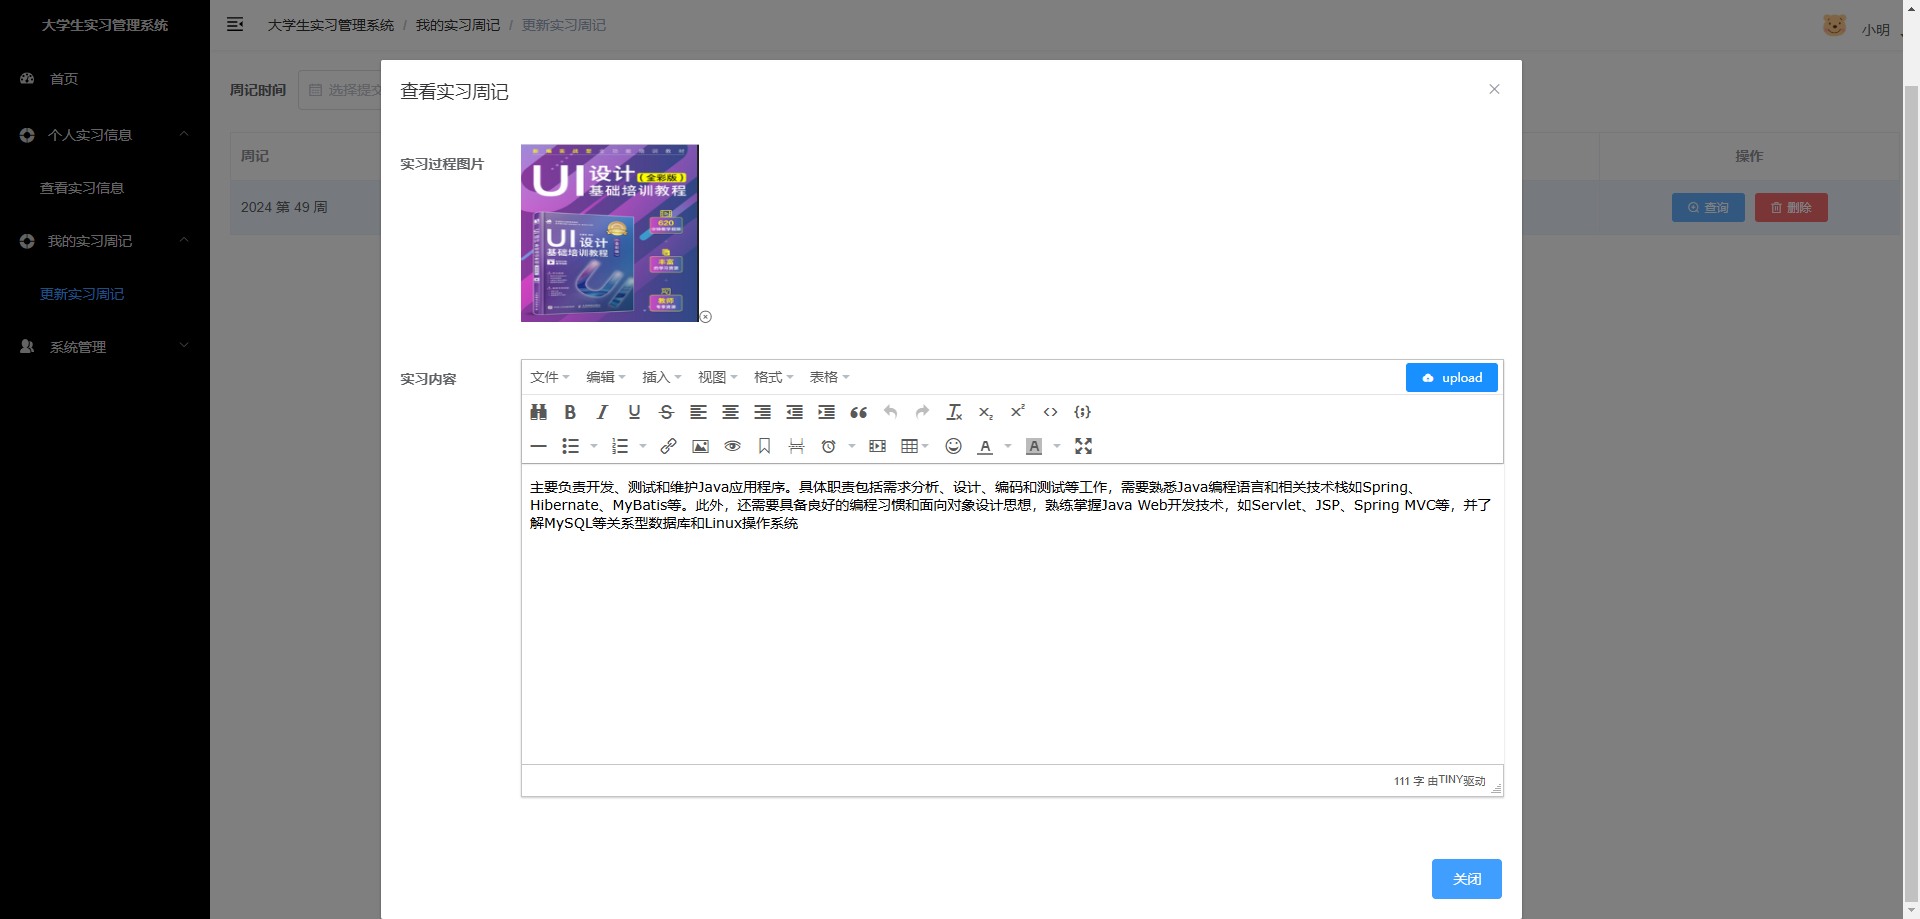 大学生实习管理系统
首页
个人实习信息
查看实习信息
我的实习周记
更新实习周记
系统管理
大学生实习管理系统 / 我的实习周记 / 更新实习周记
小明
周记时间
选择提交
周记
操作
2024 第 49 周
查询
删除
查看实习周记
实习过程图片
UI设计
(全彩版)
基础培训教程
UI设计
基础培训教程
620
丰富
教师
实习内容
文件
编辑
插入
视图
格式
表格
upload
主要负责开发、测试和维护Java应用程序。具体职责包括需求分析、设计、编码和测试等工作，需要熟悉Java编程语言和相关技术栈如Spring、
Hibernate、MyBatis等。此外，还需要具备良好的编程习惯和面向对象设计思想，熟练掌握Java Web开发技术，如Servlet、JSP、Spring MVC等，并了
解MySQL等关系型数据库和Linux操作系统
111 字 由TINY驱动
关闭